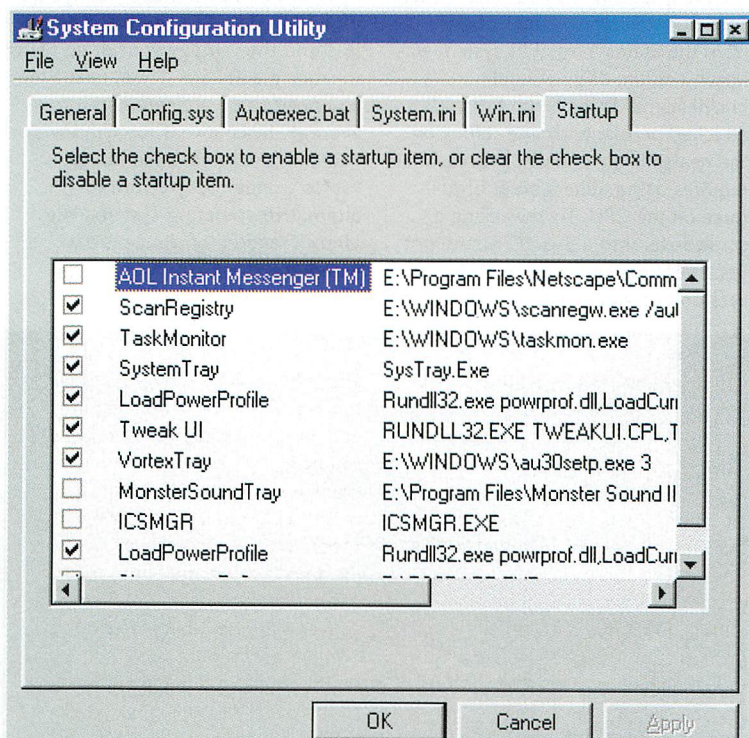 System Configuration Utility
File View Help
General Config.sys Autoexec.bat System.ini Win.ini Startup
Select the check box to enable a startup item, or clear the check box to
disable a startup item.
AOL Instant Messenger (TM) E:\Program Files\Netscape\Comm
ScanRegistry E:\WINDOWS\scanregw.exe /aut
TaskMonitor E:\WINDOWS\taskmon.exe
SystemTray SysTray.Exe
LoadPowerProfile Rundll32.exe powrprof.dll,LoadCurr
Tweak UI RUNDLL32.EXE TWEAKUI.CPL,T
VortexTray E:\WINDOWS\au30setp.exe 3
MonsterSoundTray E:\Program Files\Monster Sound II
ICSMGR ICSMGR.EXE
LoadPowerProfile Rundll32.exe powrprof.dll,LoadCurr
OK Cancel Apply